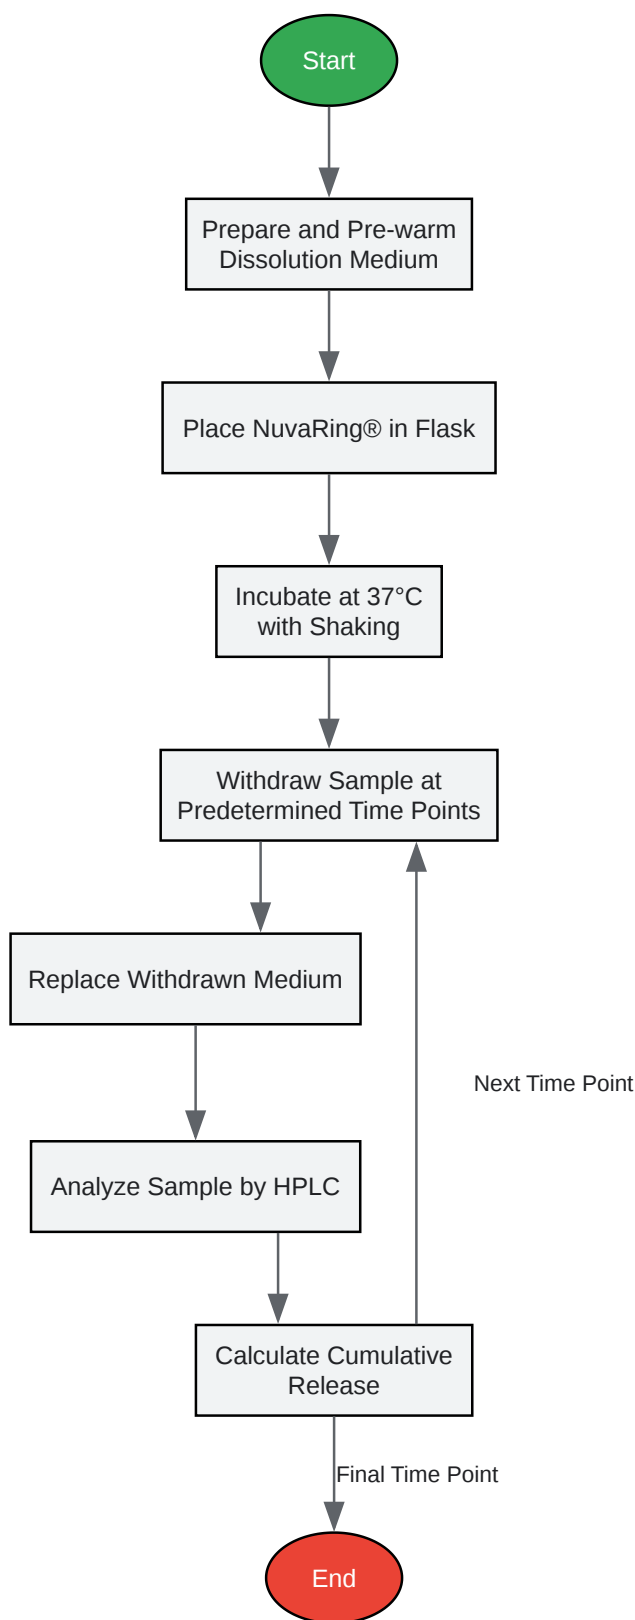 Start
Prepare and Pre-warm
Dissolution Medium
Place NuvaRing® in Flask
Incubate at 37°C
with Shaking
Withdraw Sample at
Predetermined Time Points
Replace Withdrawn Medium
Next Time Point
Analyze Sample by HPLC
Calculate Cumulative
Release
Final Time Point
End